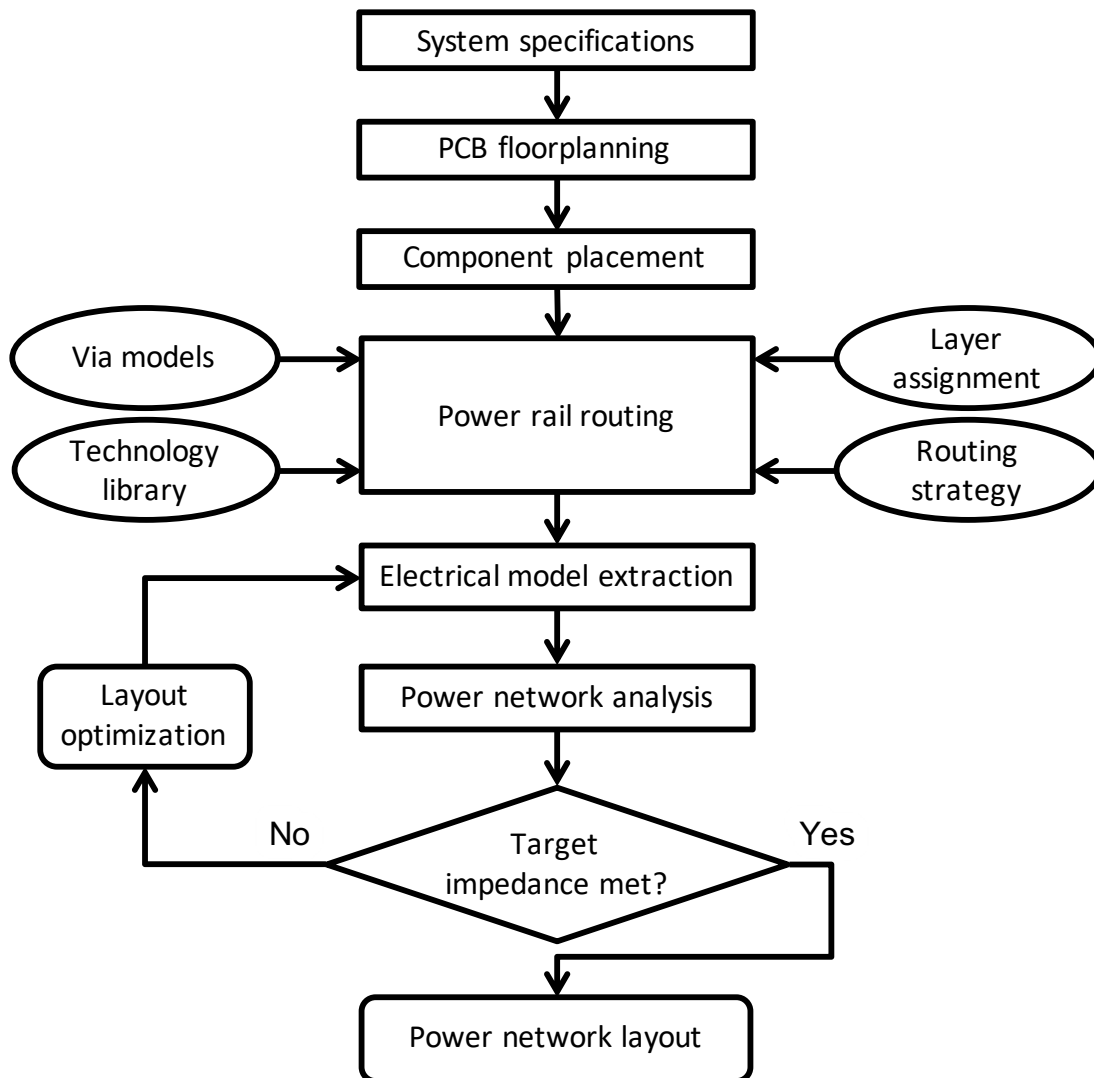 System specifications
PCB floorplanning
Component placement
Via models
Layer
assignment
Power rail routing
Technology
library
Routing
strategy
Electrical model extraction
Layout
optimization
Power network analysis
No
Yes
Target
impedance met?
Power network layout